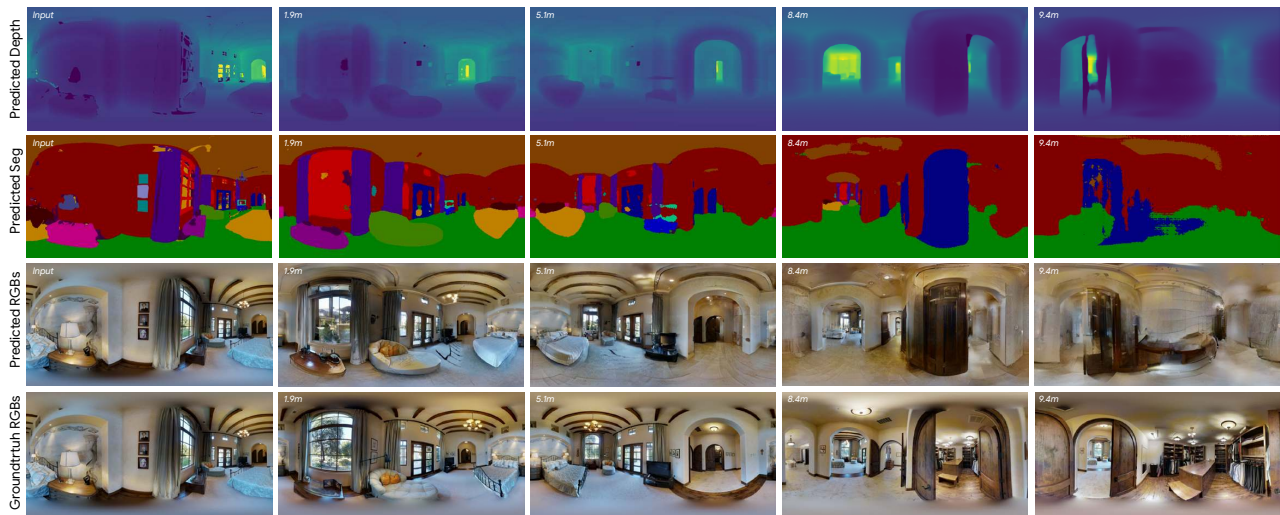 Predicted Depth
Input
1.9m
5.1m
8.4m
9.4m
Predicted Seg
Input
1.9m
5.1m
8.4m
9.4m
Predicted RGBs
Input
1.9m
5.1m
8.4m
9.4m
Groundtrtuh RGBs
Input
1.9m
5.1m
8.4m
9.4m